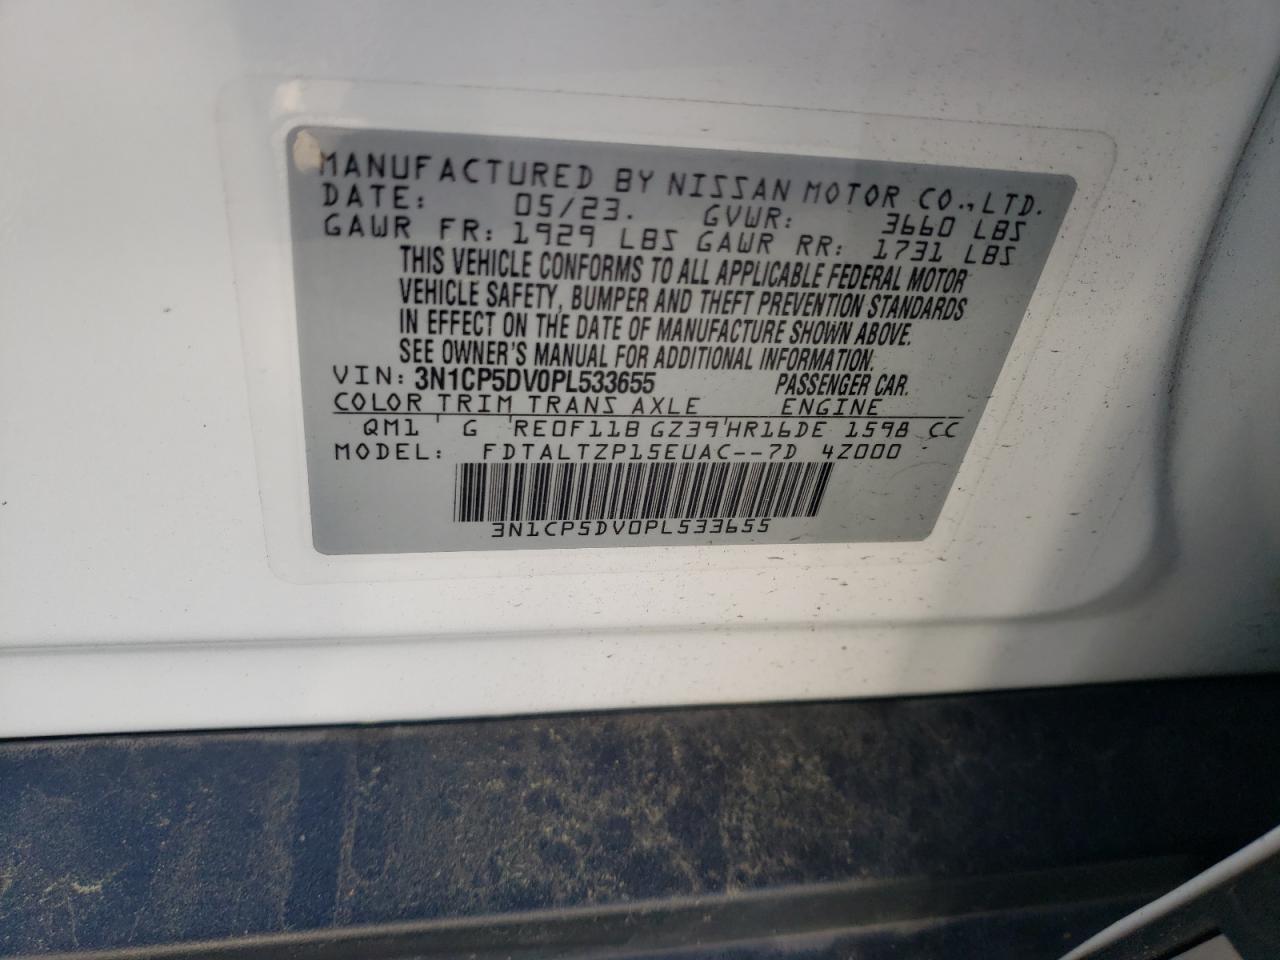 MANUFACTURED BY NISSAN MOTOR CO.,LTD.
DATE: 05/23. GVWR: 3660 LBS
GAWR FR: 1929 LBS GAWR RR: 1731 LBS
THIS VEHICLE CONFORMS TO ALL APPLICABLE FEDERAL MOTOR
VEHICLE SAFETY, BUMPER AND THEFT PREVENTION STANDARDS
IN EFFECT ON THE DATE OF MANUFACTURE SHOWN ABOVE.
SEE OWNER'S MANUAL FOR ADDITIONAL INFORMATION.
VIN: 3N1CP5DV0PL533655 PASSENGER CAR.
COLOR TRIM TRANS AXLE ENGINE
QM1 G RE0F11B GZ39 HR16DE 1598 CC
MODEL: FDTALTZP15EUAC--7D 4Z000
3N1CP5DV0PL533655